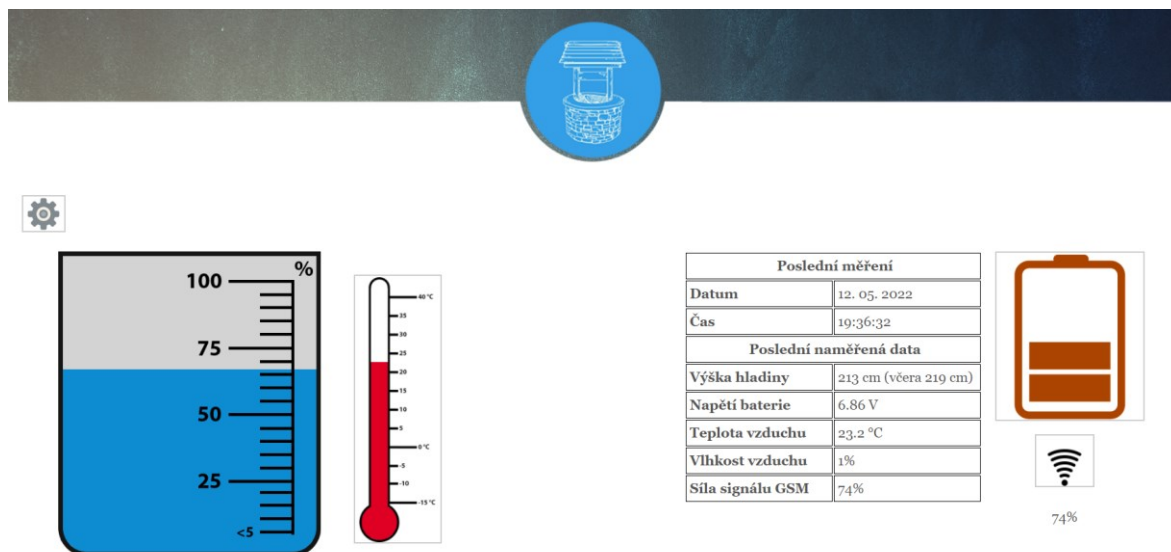 %
100
75
50
25
<5
40 °C
35
30
25
20
15
10
5
0 °C
-5
-10
-15 °C
Poslední měření
Datum 12. 05. 2022
Čas 19:36:32
Poslední naměřená data
Výška hladiny 213 cm (včera 219 cm)
Napětí baterie 6.86 V
Teplota vzduchu 23.2 °C
Vlhkost vzduchu 1%
Síla signálu GSM 74%
74%